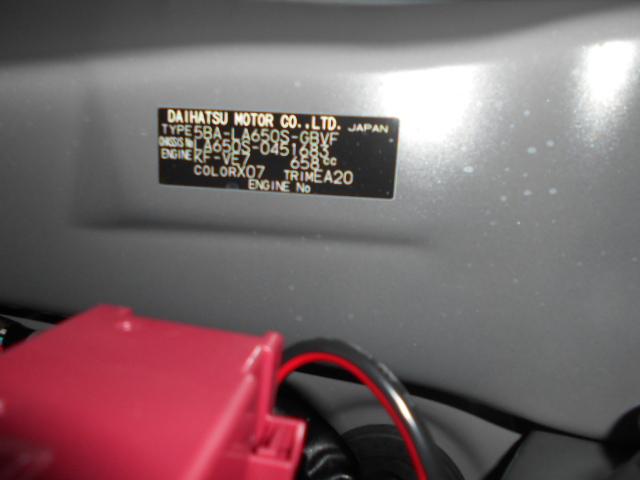 DAIHATSU MOTOR CO.,LTD. JAPAN
TYPE 5BA-LA650S-GBVF
CHASSIS No LA650S-0451683
ENGINE KF-VE7 658cc
COLOR X07 TRIM EA20
ENGINE No